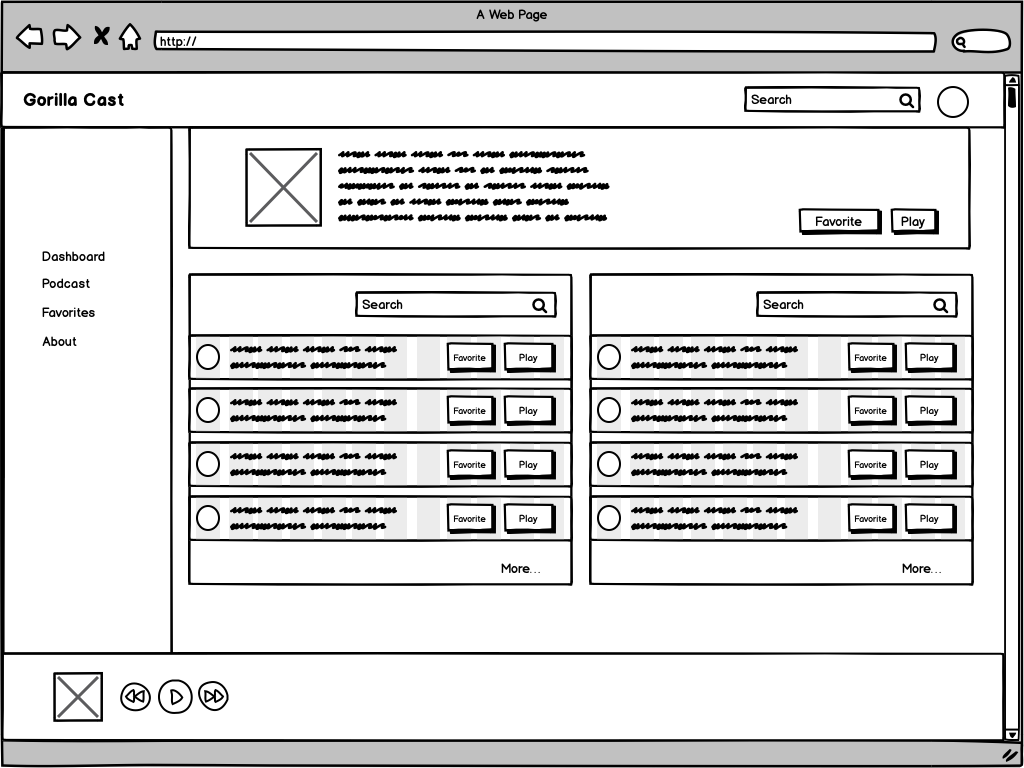 A Web Page
http://
Gorilla Cast
Search
Dashboard
Podcast
Favorites
About
Favorite Play
Search
Favorite Play
Favorite Play
Favorite Play
Favorite Play
More...
Search
Favorite Play
Favorite Play
Favorite Play
Favorite Play
More...